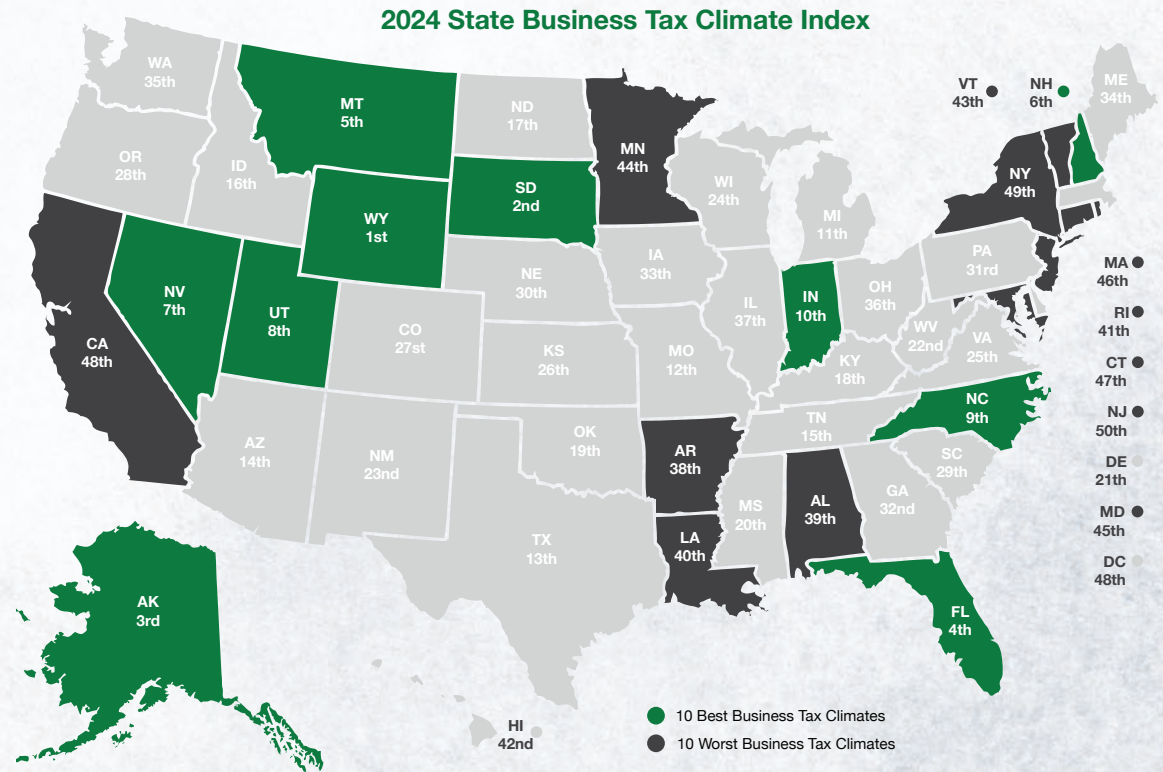 2024 State Business Tax Climate Index
WA
35th
MT
5th
ND
17th
MN
44th
VT
43th
NH
6th
ME
34th
OR
28th
ID
16th
WY
1st
SD
2nd
WI
24th
MI
11th
NY
49th
NV
7th
UT
8th
CO
27st
NE
30th
IA
33th
IL
37th
IN
10th
OH
36th
PA
31rd
CA
48th
KS
26th
MO
12th
KY
18th
WV
22nd
VA
25th
MA
46th
RI
41th
CT
47th
NJ
50th
DE
21th
MD
45th
DC
48th
AZ
14th
NM
23nd
OK
19th
AR
38th
TN
15th
NC
9th
SC
29th
TX
13th
LA
40th
MS
20th
AL
39th
GA
32nd
FL
4th
AK
3rd
HI
42nd
10 Best Business Tax Climates
10 Worst Business Tax Climates